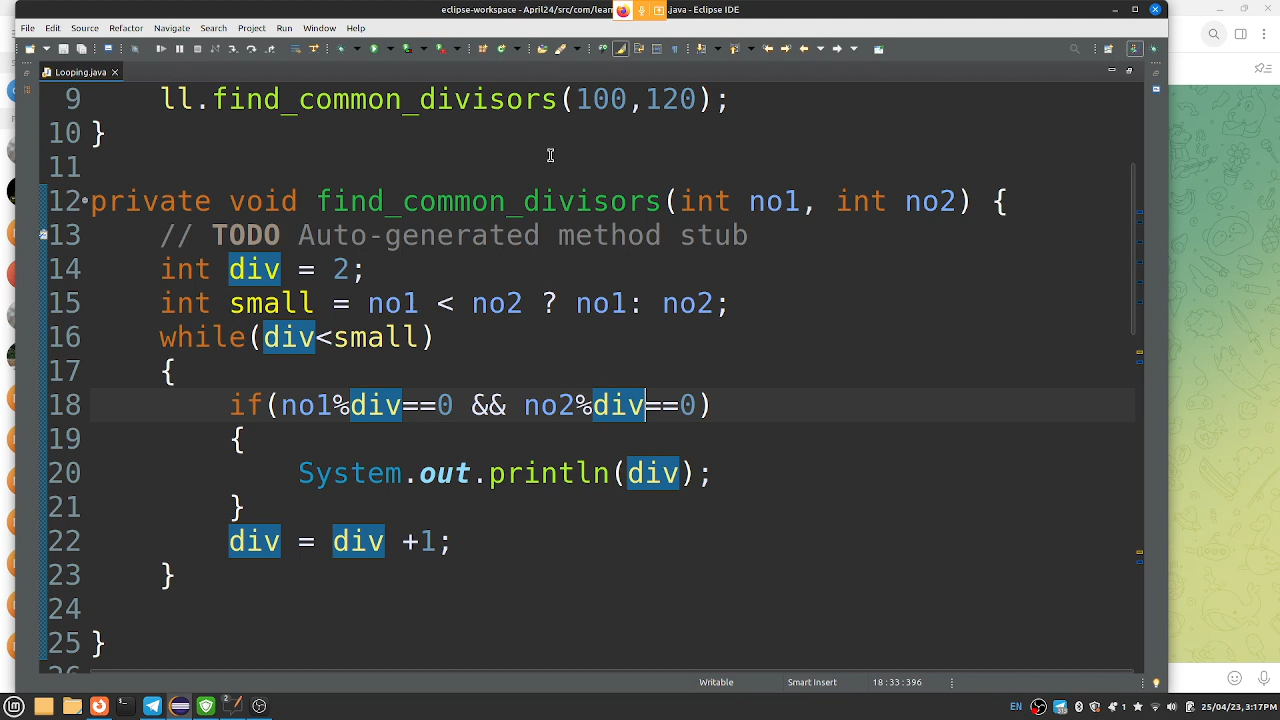 eclipse-workspace - April24/src/com/lear
java - Eclipse IDE
File Edit Source Refactor Navigate Search Project Run Window Help
Looping.java
9 ll.find_common_divisors(100,120);
10 }
11
12 private void find_common_divisors(int no1, int no2) {
13 // TODO Auto-generated method stub
14 int div = 2;
15 int small = no1 < no2 ? no1: no2;
16 while(div<small)
17 {
18 if(no1%div==0 && no2%div==0)
19 {
20 System.out.println(div);
21 }
22 div = div +1;
23 }
24
25 }
Writable Smart Insert 18:33:396
2 EN 1 25/04/23, 3:17PM